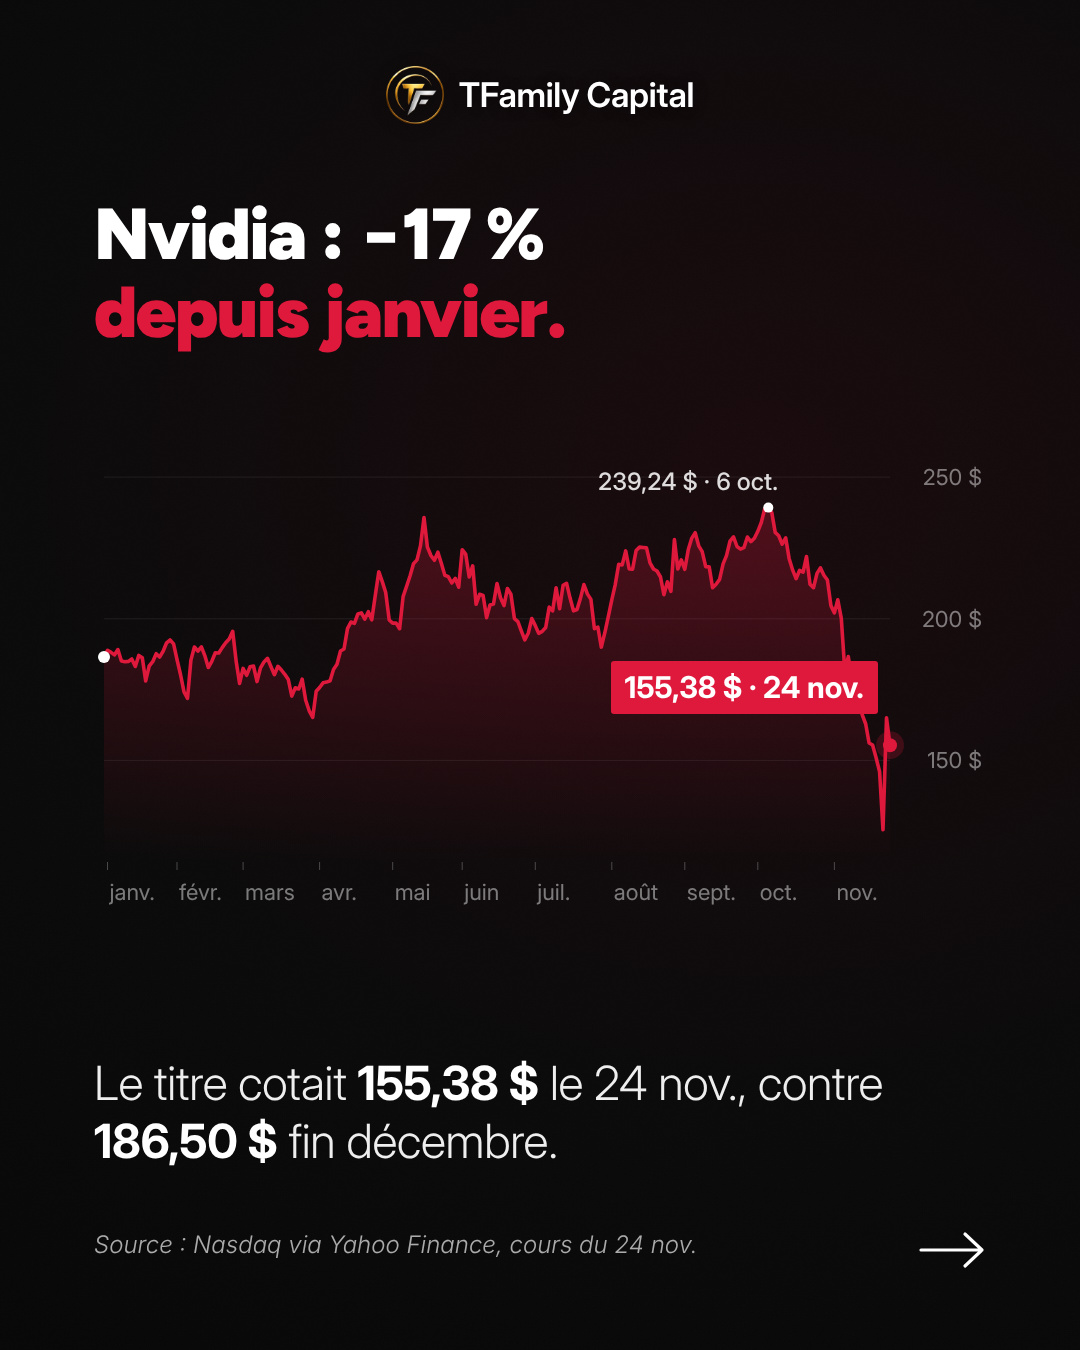 TF
TFamily Capital
Nvidia : -17 %
depuis janvier.
239,24 $ · 6 oct.
250 $
200 $
155,38 $ · 24 nov.
150 $
janv. févr. mars avr. mai juin juil. août sept. oct. nov.
Le titre cotait 155,38 $ le 24 nov., contre
186,50 $ fin décembre.
Source : Nasdaq via Yahoo Finance, cours du 24 nov.